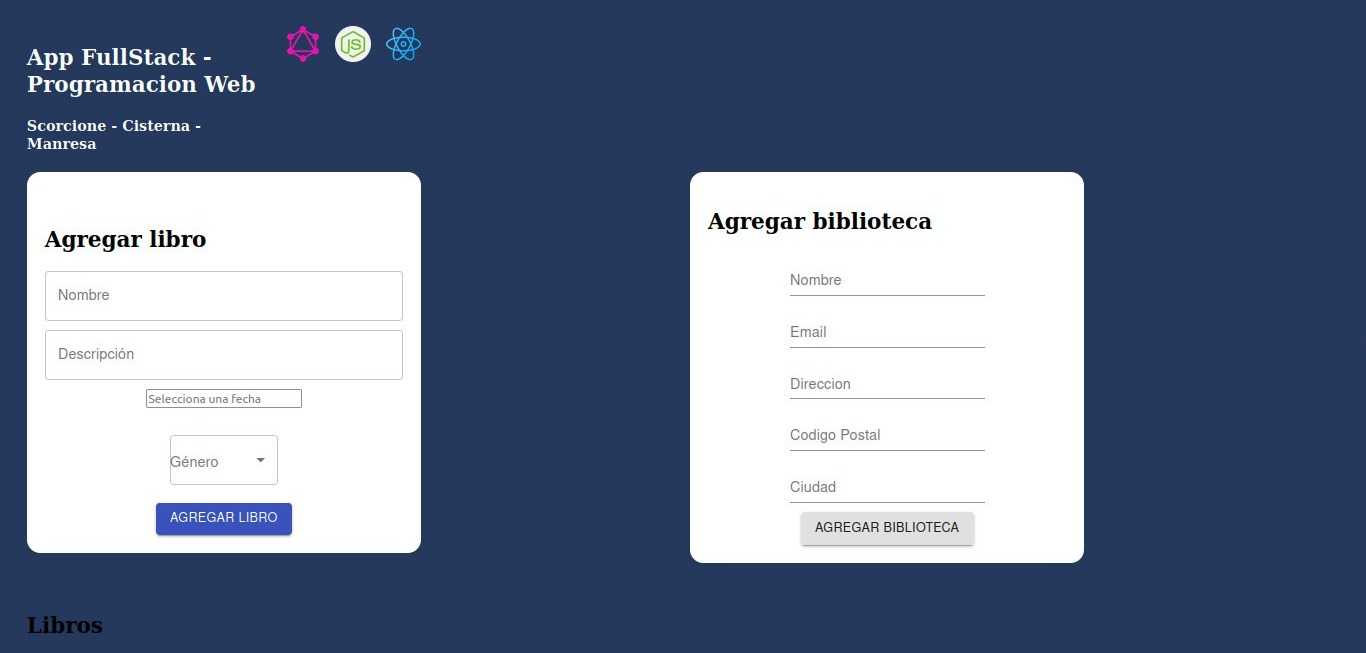 App FullStack -
Programacion Web
JS
Scorcione - Cisterna -
Manresa
Agregar libro
Nombre
Descripción
Selecciona una fecha
Género
AGREGAR LIBRO
Agregar biblioteca
Nombre
Email
Direccion
Codigo Postal
Ciudad
AGREGAR BIBLIOTECA
Libros